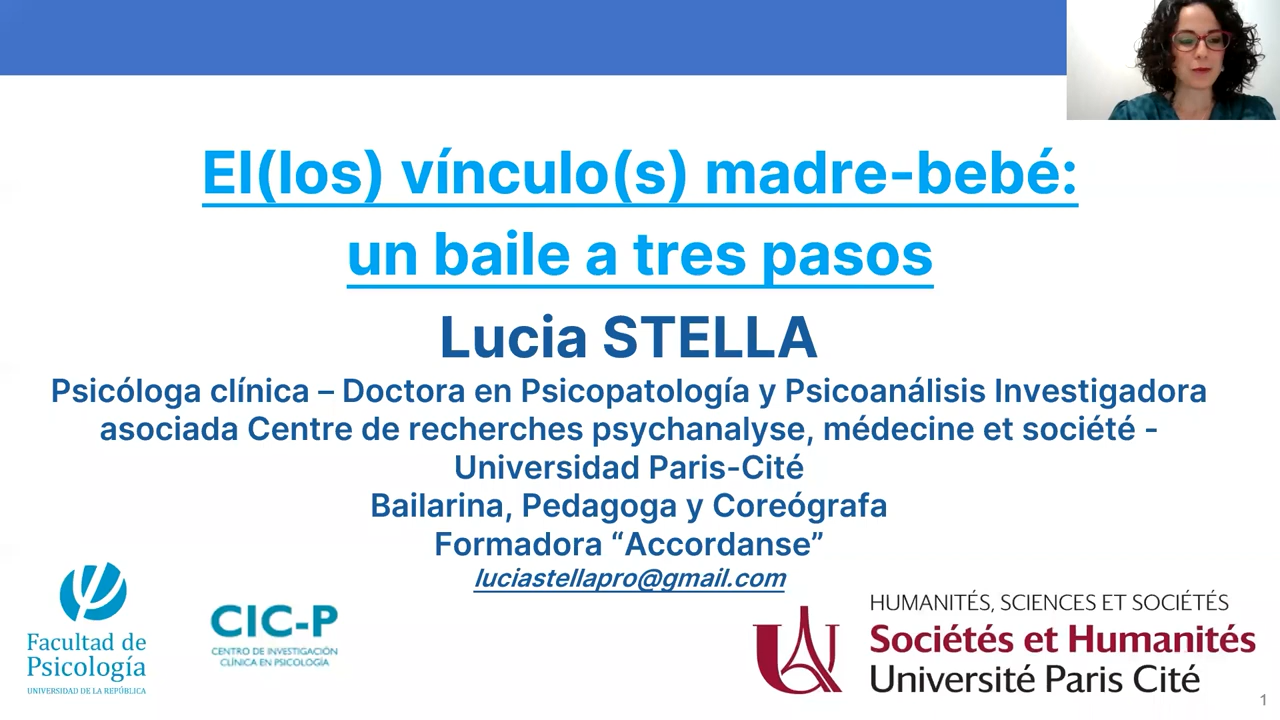 El(los) vínculo(s) madre-bebé:
un baile a tres pasos
Lucia STELLA
Psicóloga clínica – Doctora en Psicopatología y Psicoanálisis Investigadora
asociada Centre de recherches psychanalyse, médecine et société -
Universidad Paris-Cité
Bailarina, Pedagoga y Coreógrafa
Formadora “Accordanse”
luciastellapro@gmail.com
Facultad de
Psicología
UNIVERSIDAD DE LA REPÚBLICA
CIC-P
CENTRO DE INVESTIGACIÓN
CLÍNICA EN PSICOLOGÍA
HUMANITÉS, SCIENCES ET SOCIÉTÉS
Sociétés et Humanités
Université Paris Cité
1